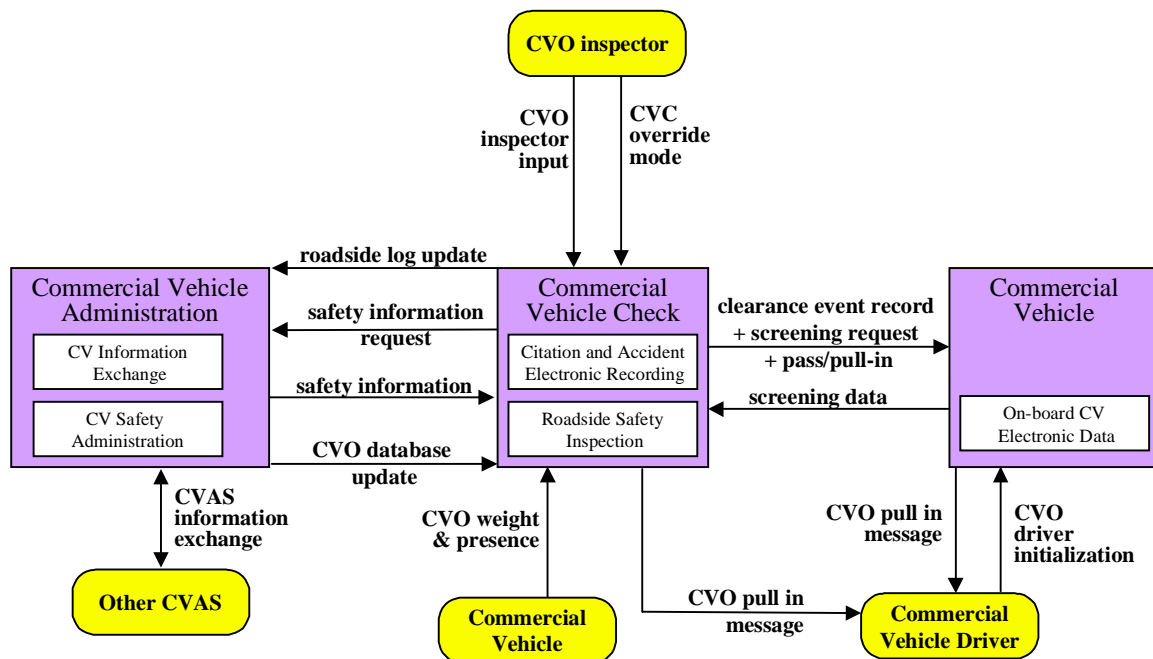 CVO inspector
CVO
inspector
input
CVC
override
mode
roadside log update
Commercial Vehicle
Administration
CV Information
Exchange
CV Safety
Administration
safety information
request
safety information
CVO database
update
Commercial
Vehicle Check
Citation and Accident
Electronic Recording
Roadside Safety
Inspection
clearance event record
+ screening request
+ pass/pull-in
screening data
Commercial
Vehicle
On-board CV
Electronic Data
CVAS
information
exchange
CVO weight
& presence
CVO pull in
message
CVO
driver
initialization
Other CVAS
Commercial
Vehicle
CVO pull in
message
Commercial
Vehicle Driver